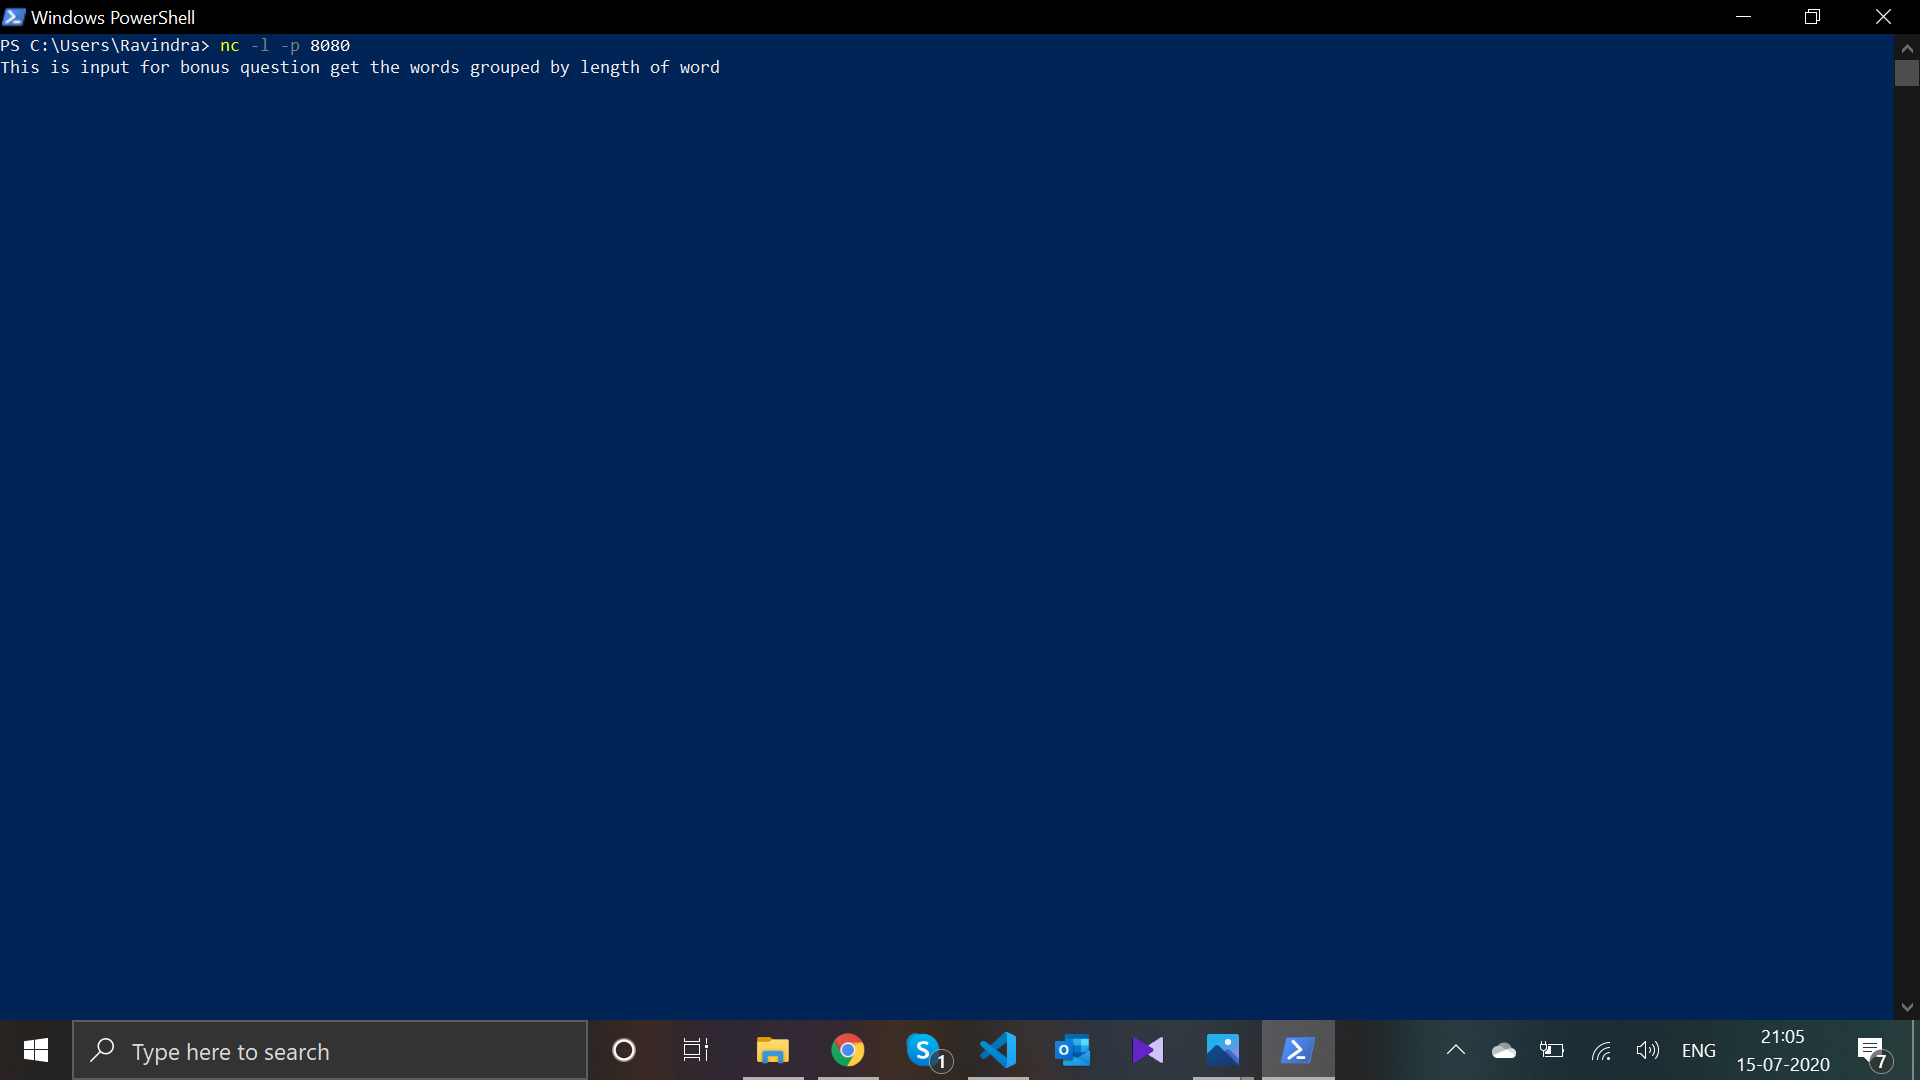 Windows PowerShell
PS C:\Users\Ravindra> nc -l -p 8080
This is input for bonus question get the words grouped by length of word
Type here to search
S
1
o
ENG
21:05
15-07-2020
7